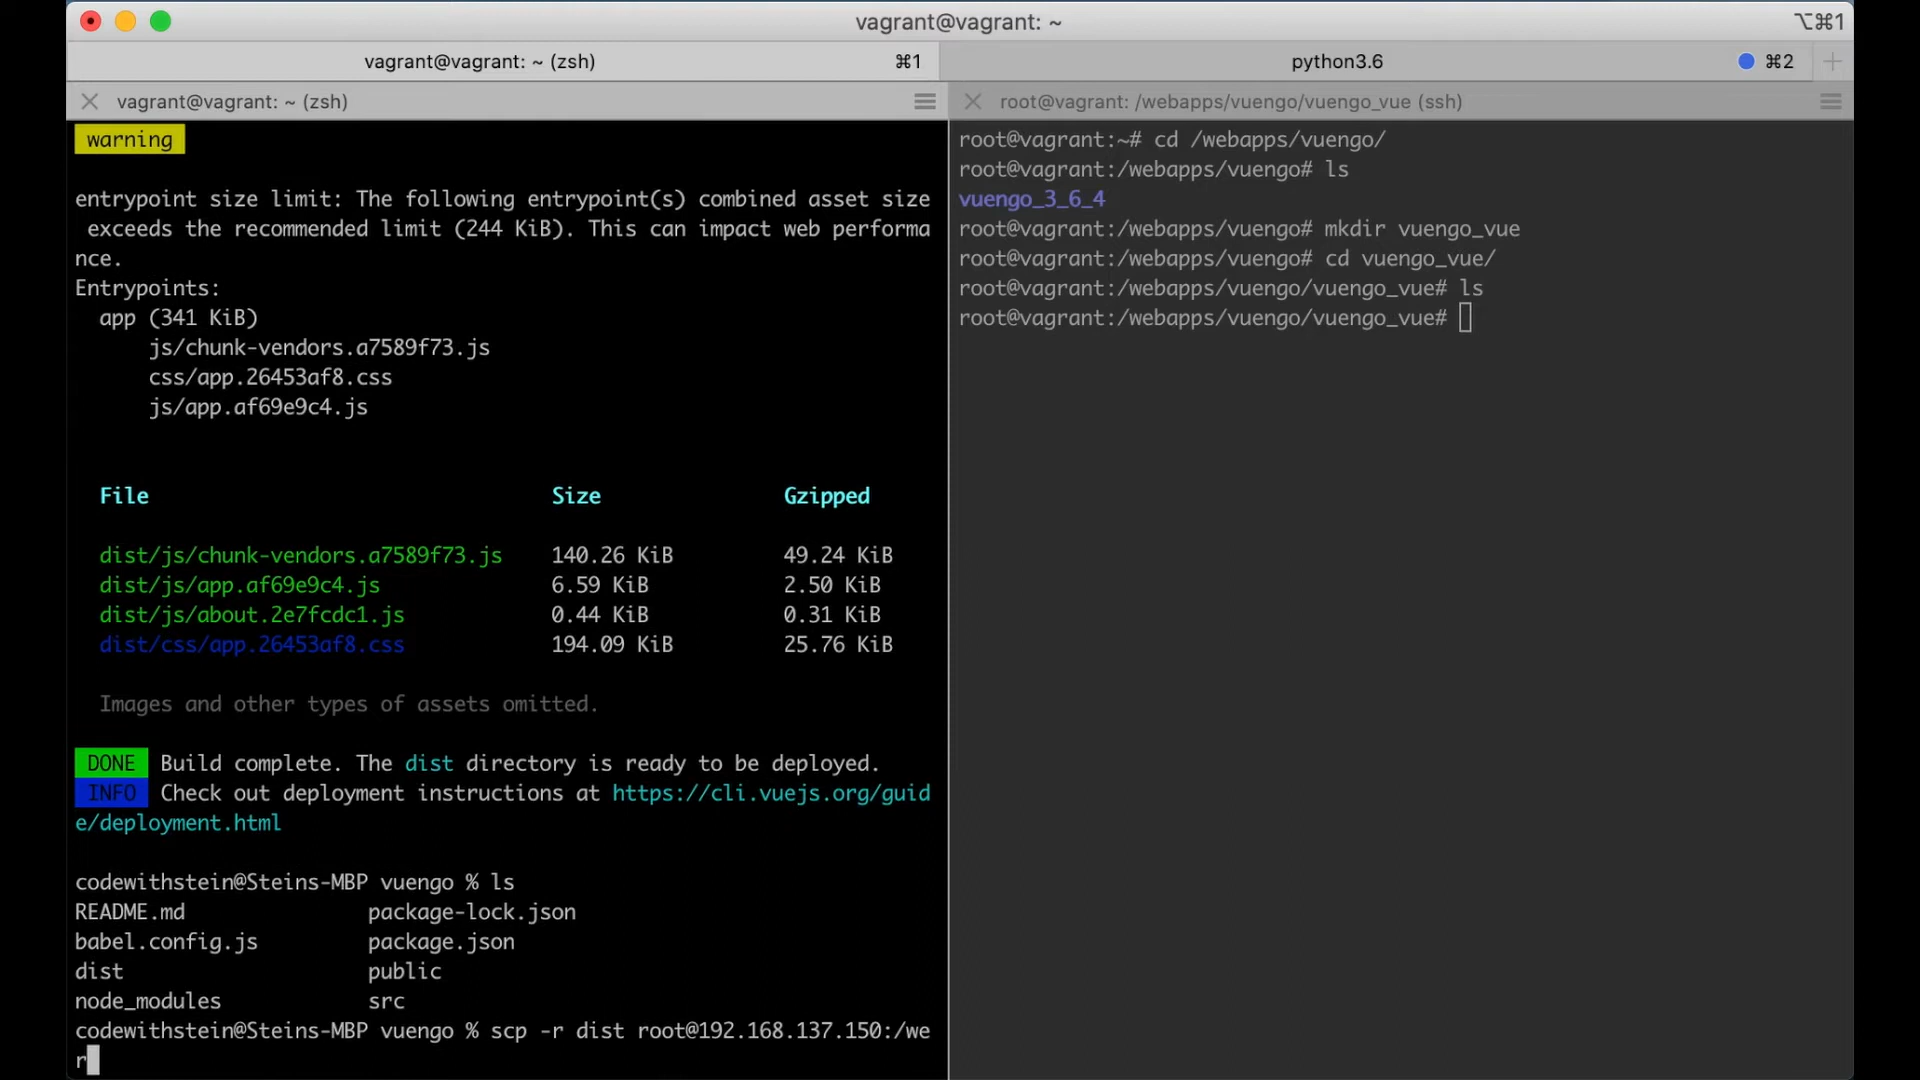 vagrant@vagrant: ~
⌥⌘1
vagrant@vagrant: ~ (zsh)
⌘1
python3.6
⌘2
vagrant@vagrant: ~ (zsh)
root@vagrant: /webapps/vuengo/vuengo_vue (ssh)
warning
entrypoint size limit: The following entrypoint(s) combined asset size
exceeds the recommended limit (244 KiB). This can impact web performa
nce.
Entrypoints:
app (341 KiB)
js/chunk-vendors.a7589f73.js
css/app.26453af8.css
js/app.af69e9c4.js
File Size Gzipped
dist/js/chunk-vendors.a7589f73.js 140.26 KiB 49.24 KiB
dist/js/app.af69e9c4.js 6.59 KiB 2.50 KiB
dist/js/about.2e7fcdc1.js 0.44 KiB 0.31 KiB
dist/css/app.26453af8.css 194.09 KiB 25.76 KiB
Images and other types of assets omitted.
DONE Build complete. The dist directory is ready to be deployed.
INFO Check out deployment instructions at https://cli.vuejs.org/guid
e/deployment.html
codewithstein@Steins-MBP vuengo % ls
README.md package-lock.json
babel.config.js package.json
dist public
node_modules src
codewithstein@Steins-MBP vuengo % scp -r dist root@192.168.137.150:/we
r
root@vagrant:~# cd /webapps/vuengo/
root@vagrant:/webapps/vuengo# ls
vuengo_3_6_4
root@vagrant:/webapps/vuengo# mkdir vuengo_vue
root@vagrant:/webapps/vuengo# cd vuengo_vue/
root@vagrant:/webapps/vuengo/vuengo_vue# ls
root@vagrant:/webapps/vuengo/vuengo_vue#